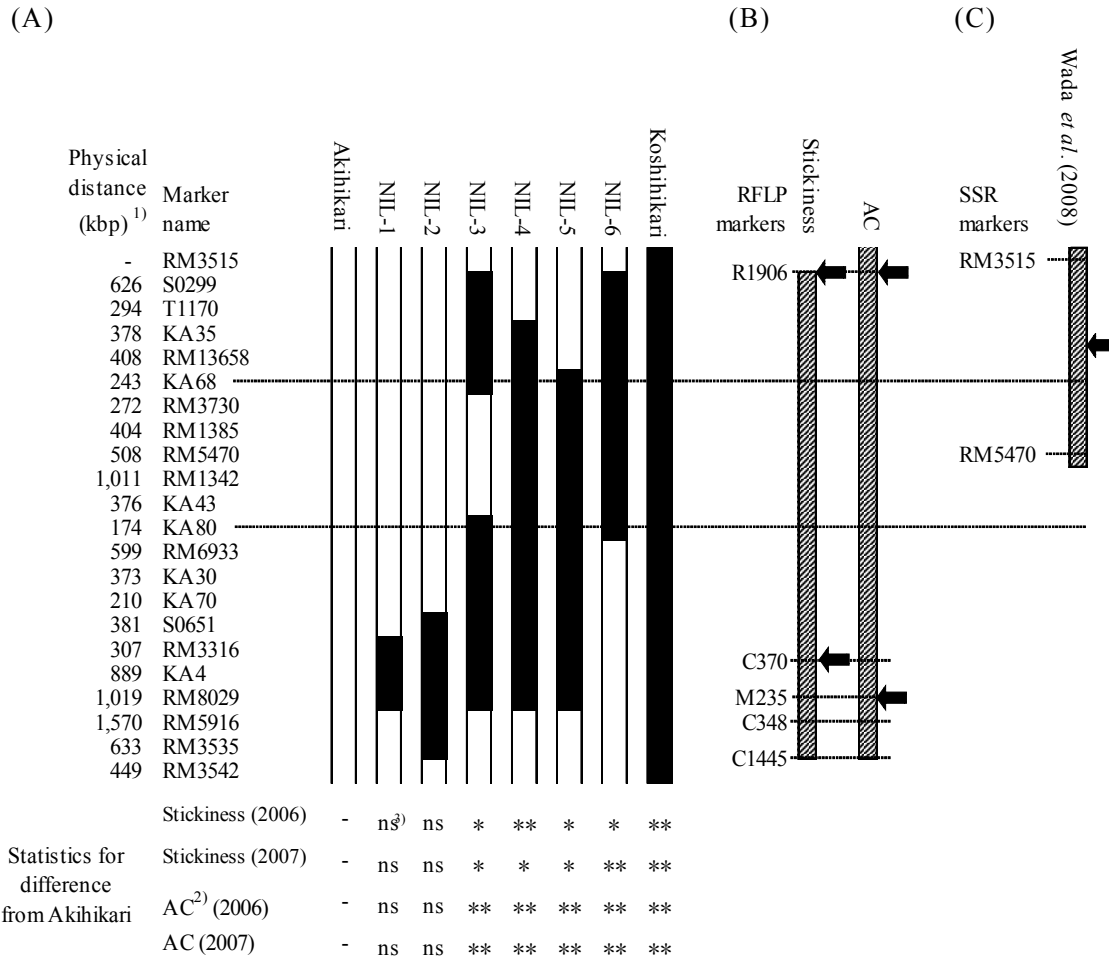 (A) (B) (C)
Physical distance (kbp) 1)
Marker name
Akihikari
NIL-1
NIL-2
NIL-3
NIL-4
NIL-5
NIL-6
Koshihikari
RFLP markers
Stickiness
AC
SSR markers
Wada et al. (2008)
- RM3515
626 S0299
294 T1170
378 KA35
408 RM13658
243 KA68
272 RM3730
404 RM1385
508 RM5470
1,011 RM1342
376 KA43
174 KA80
599 RM6933
373 KA30
210 KA70
381 S0651
307 RM3316
889 KA4
1,019 RM8029
1,570 RM5916
633 RM3535
449 RM3542
R1906
C370
M235
C348
C1445
RM3515
RM5470
Statistics for difference from Akihikari
Stickiness (2006) - ns3) ns * ** * * **
Stickiness (2007) - ns ns * * * ** **
AC2) (2006) - ns ns ** ** ** ** **
AC (2007) - ns ns ** ** ** ** **